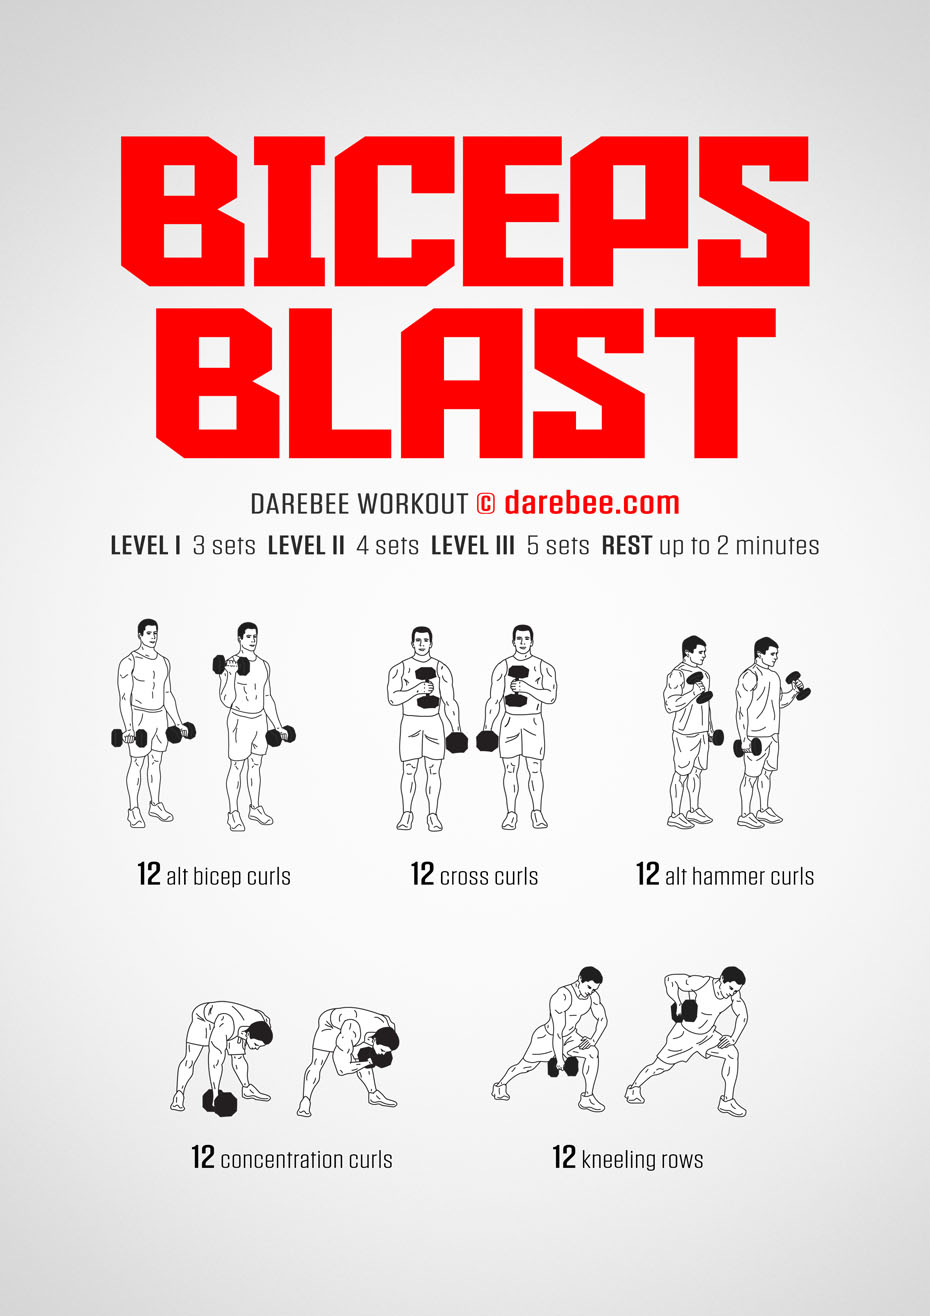 BICEPS
BLAST
DAREBEE WORKOUT © darebee.com
LEVEL I 3 sets LEVEL II 4 sets LEVEL III 5 sets REST up to 2 minutes
12 alt bicep curls
12 cross curls
12 alt hammer curls
12 concentration curls
12 kneeling rows